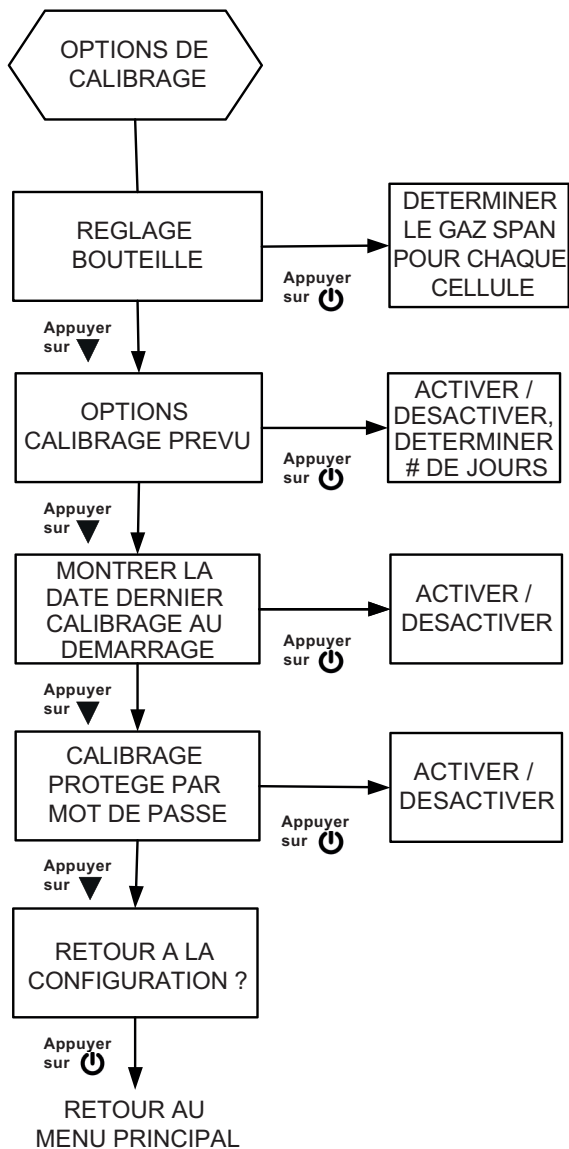 OPTIONS DE
CALIBRAGE
REGLAGE
BOUTEILLE
Appuyer
sur
DETERMINER
LE GAZ SPAN
POUR CHAQUE
CELLULE
Appuyer
sur
OPTIONS
CALIBRAGE PREVU
Appuyer
sur
ACTIVER /
DESACTIVER,
DETERMINER
# DE JOURS
Appuyer
sur
MONTRER LA
DATE DERNIER
CALIBRAGE AU
DEMARRAGE
Appuyer
sur
ACTIVER /
DESACTIVER
Appuyer
sur
CALIBRAGE
PROTEGE PAR
MOT DE PASSE
Appuyer
sur
ACTIVER /
DESACTIVER
Appuyer
sur
RETOUR A LA
CONFIGURATION ?
Appuyer
sur
RETOUR AU
MENU PRINCIPAL